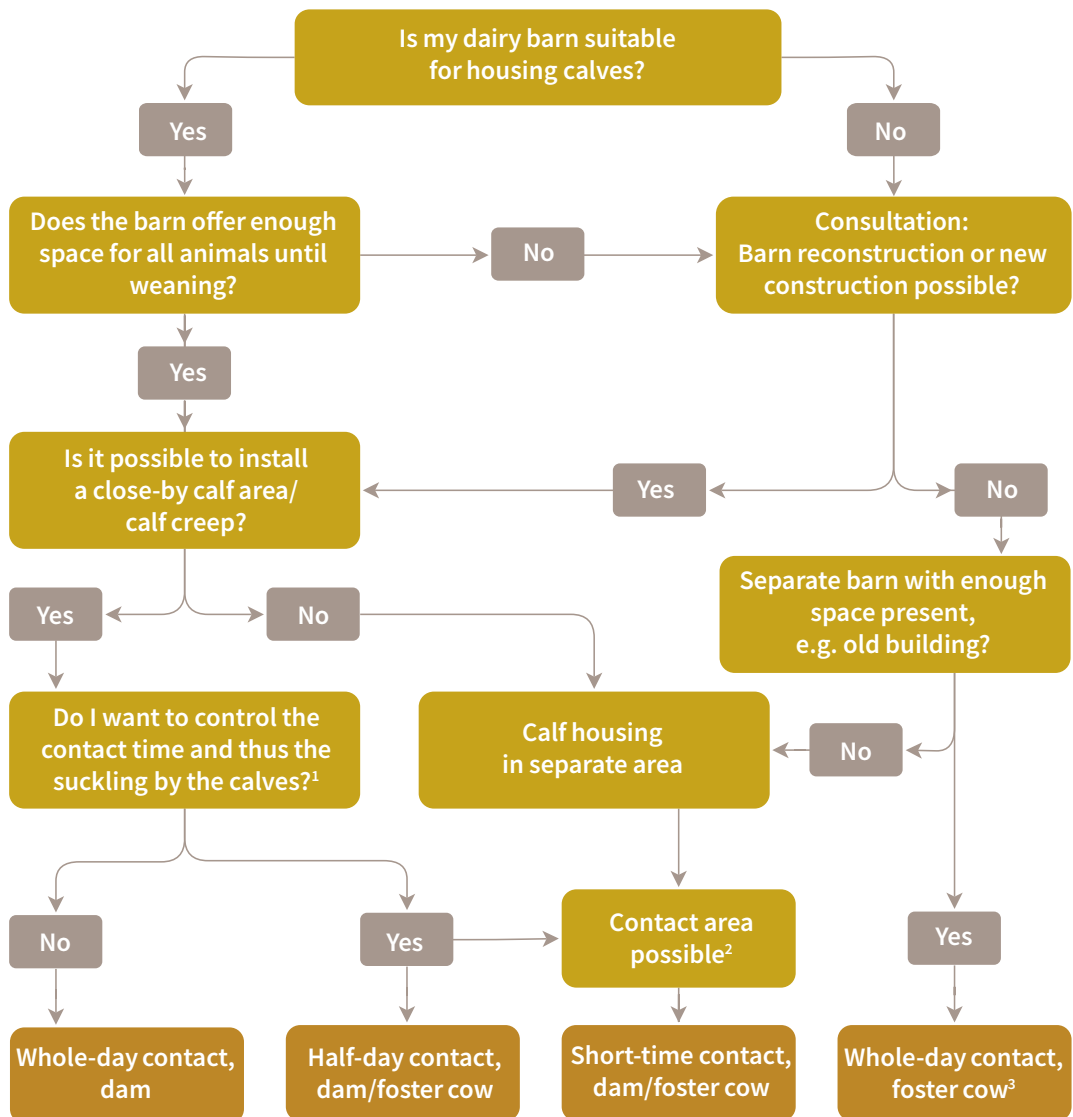 Is my dairy barn suitable
for housing calves?
Yes
No
Does the barn offer enough
space for all animals until
weaning?
No
Consultation:
Barn reconstruction or new
construction possible?
Yes
Is it possible to install
a close-by calf area/
calf creep?
Yes
No
Separate barn with enough
space present,
e.g. old building?
Yes
No
Do I want to control the
contact time and thus the
suckling by the calves?¹
Calf housing
in separate area
No
No
Yes
Contact area
possible²
Yes
Whole-day contact,
dam
Half-day contact,
dam/foster cow
Short-time contact,
dam/foster cow
Whole-day contact,
foster cow³